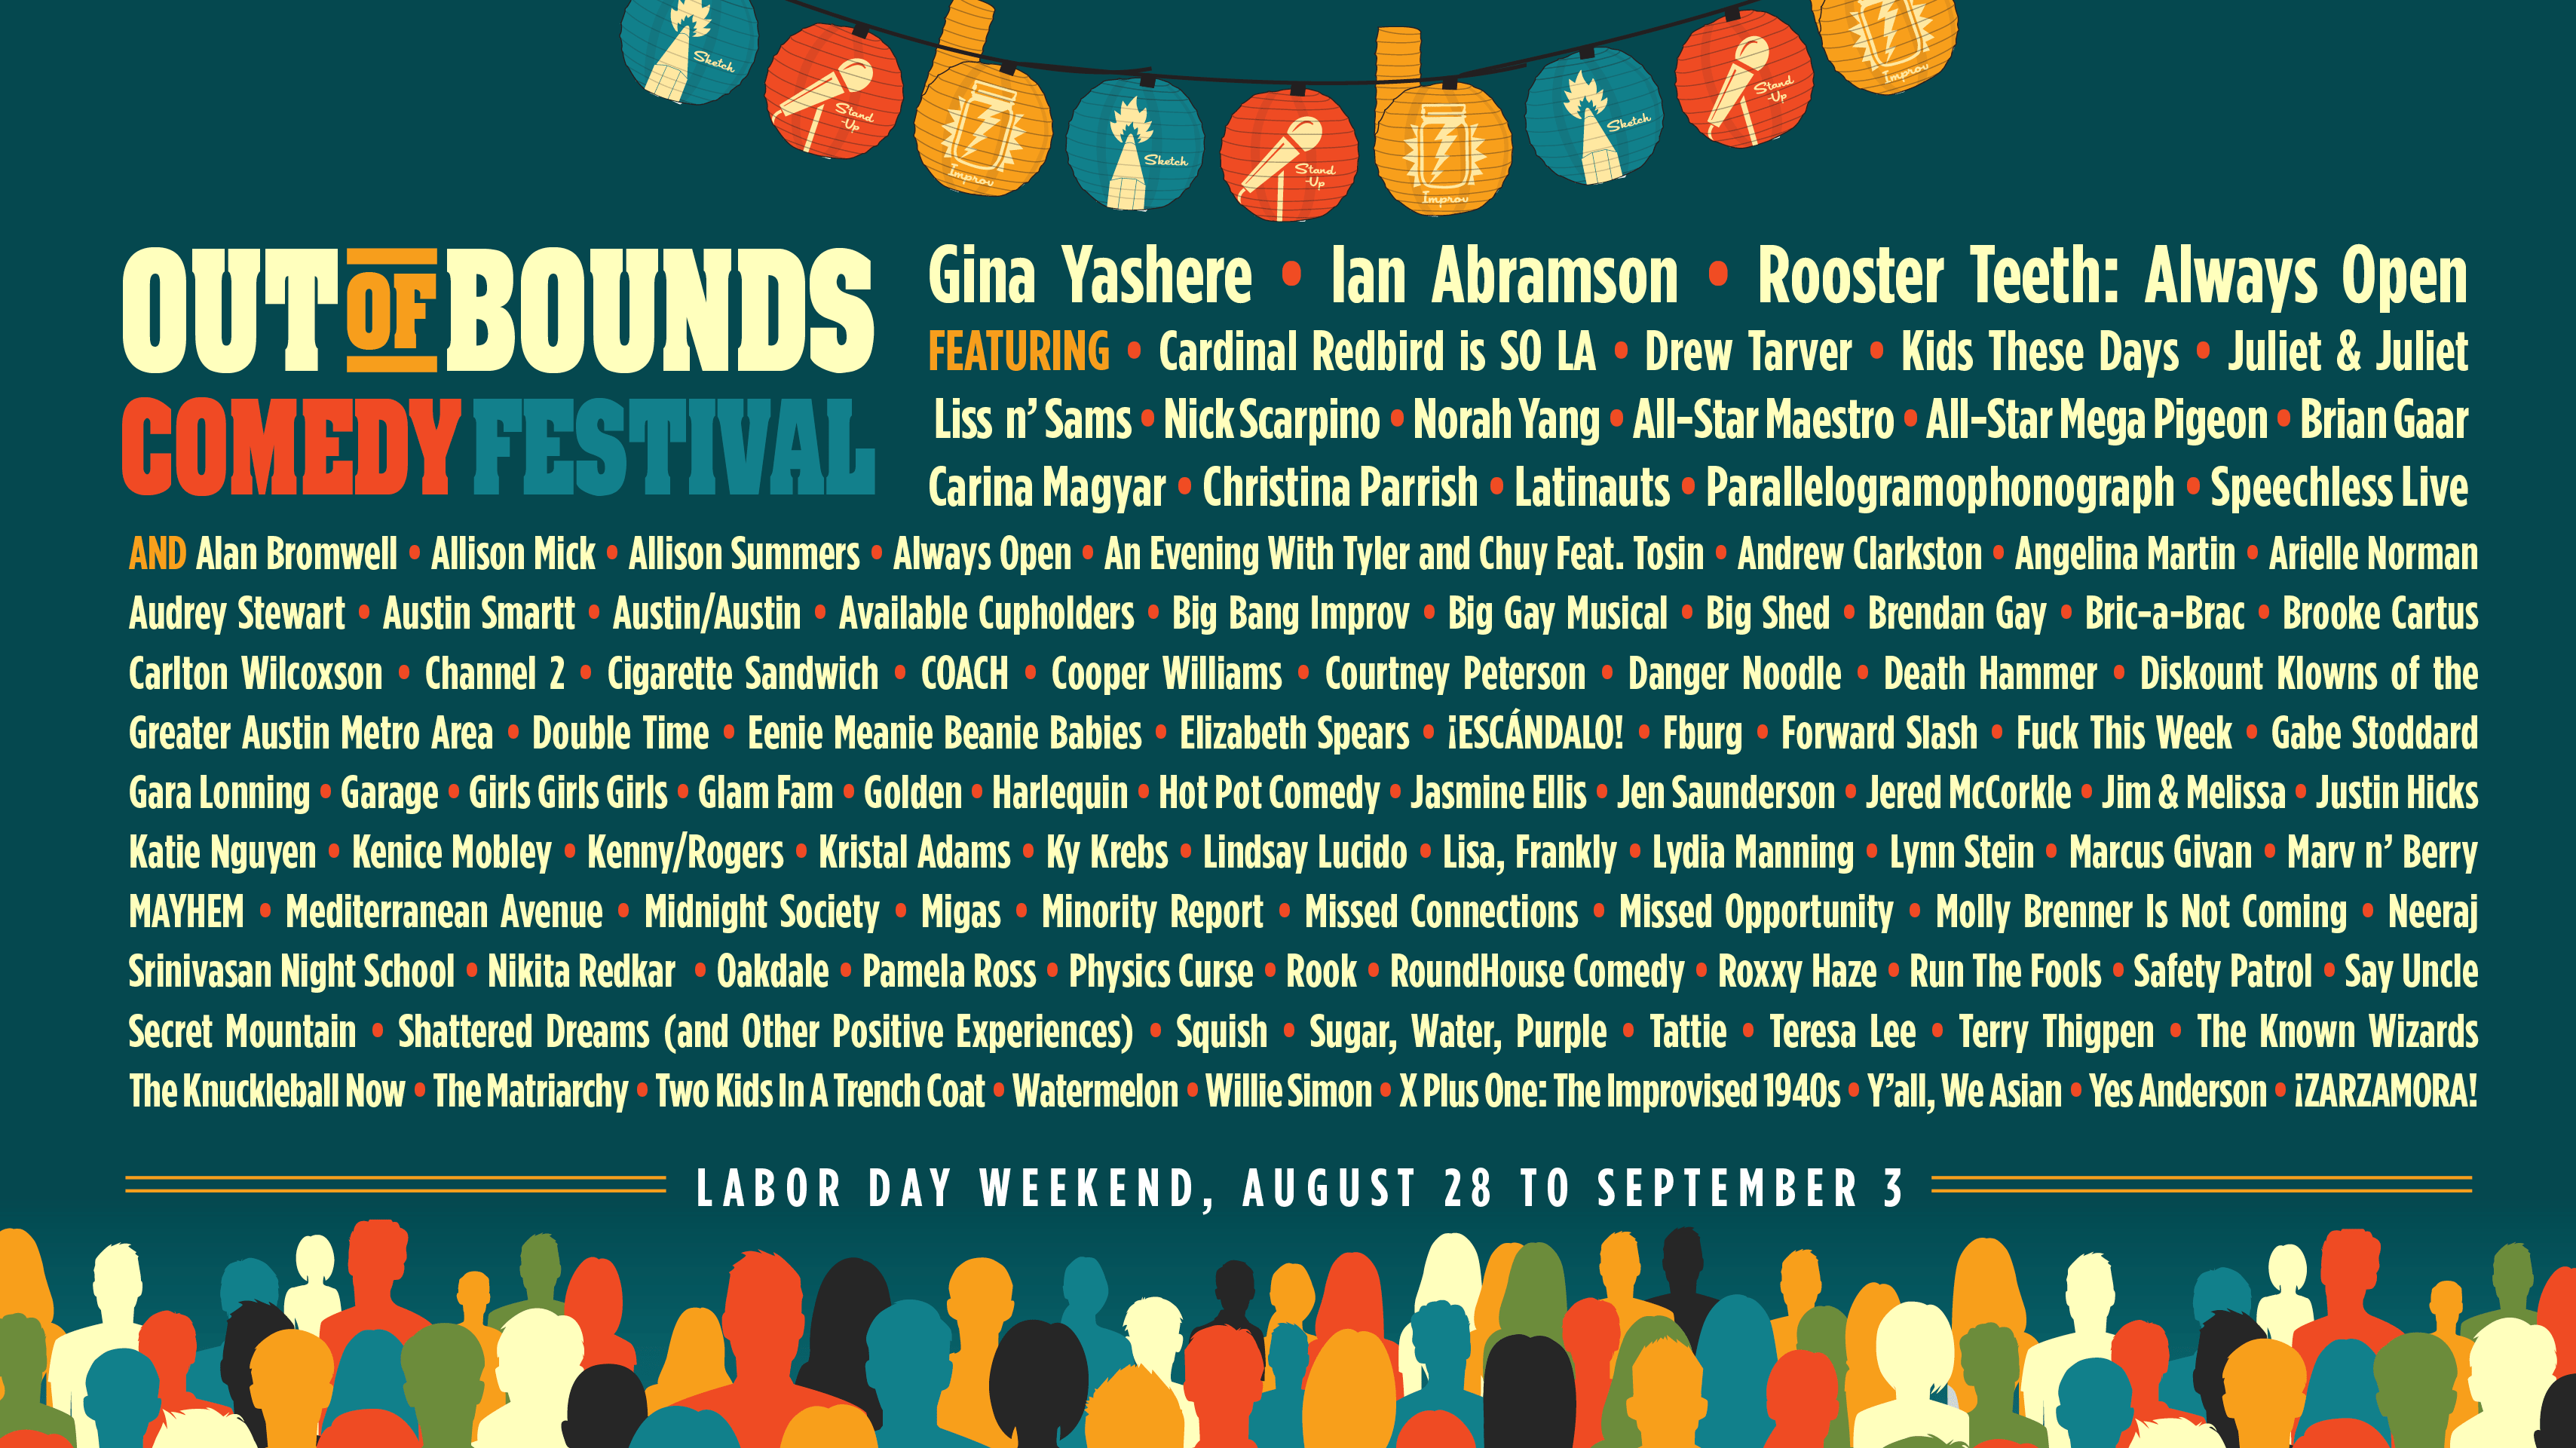 Sketch
Stand-Up
Improv
Sketch
Stand-Up
Improv
Sketch
Stand-Up
Improv
OUT OF BOUNDS
COMEDY FESTIVAL
Gina Yashere • Ian Abramson • Rooster Teeth: Always Open
FEATURING • Cardinal Redbird is SO LA • Drew Tarver • Kids These Days • Juliet & Juliet
Liss n’ Sams • Nick Scarpino • Norah Yang • All-Star Maestro • All-Star Mega Pigeon • Brian Gaar
Carina Magyar • Christina Parrish • Latinauts • Parallelogramophonograph • Speechless Live
AND Alan Bromwell • Allison Mick • Allison Summers • Always Open • An Evening With Tyler and Chuy Feat. Tosin • Andrew Clarkston • Angelina Martin • Arielle Norman
Audrey Stewart • Austin Smartt • Austin/Austin • Available Cupholders • Big Bang Improv • Big Gay Musical • Big Shed • Brendan Gay • Bric-a-Brac • Brooke Cartus
Carlton Wilcoxson • Channel 2 • Cigarette Sandwich • COACH • Cooper Williams • Courtney Peterson • Danger Noodle • Death Hammer • Diskount Klowns of the
Greater Austin Metro Area • Double Time • Eenie Meanie Beanie Babies • Elizabeth Spears • ¡ESCÁNDALO! • Fburg • Forward Slash • Fuck This Week • Gabe Stoddard
Gara Lonning • Garage • Girls Girls Girls • Glam Fam • Golden • Harlequin • Hot Pot Comedy • Jasmine Ellis • Jen Saunderson • Jered McCorkle • Jim & Melissa • Justin Hicks
Katie Nguyen • Kenice Mobley • Kenny/Rogers • Kristal Adams • Ky Krebs • Lindsay Lucido • Lisa, Frankly • Lydia Manning • Lynn Stein • Marcus Givan • Marv n’ Berry
MAYHEM • Mediterranean Avenue • Midnight Society • Migas • Minority Report • Missed Connections • Missed Opportunity • Molly Brenner Is Not Coming • Neeraj
Srinivasan Night School • Nikita Redkar • Oakdale • Pamela Ross • Physics Curse • Rook • RoundHouse Comedy • Roxxy Haze • Run The Fools • Safety Patrol • Say Uncle
Secret Mountain • Shattered Dreams (and Other Positive Experiences) • Squish • Sugar, Water, Purple • Tattie • Teresa Lee • Terry Thigpen • The Known Wizards
The Knuckleball Now • The Matriarchy • Two Kids In A Trench Coat • Watermelon • Willie Simon • X Plus One: The Improvised 1940s • Y’all, We Asian • Yes Anderson • ¡ZARZAMORA!
LABOR DAY WEEKEND, AUGUST 28 TO SEPTEMBER 3